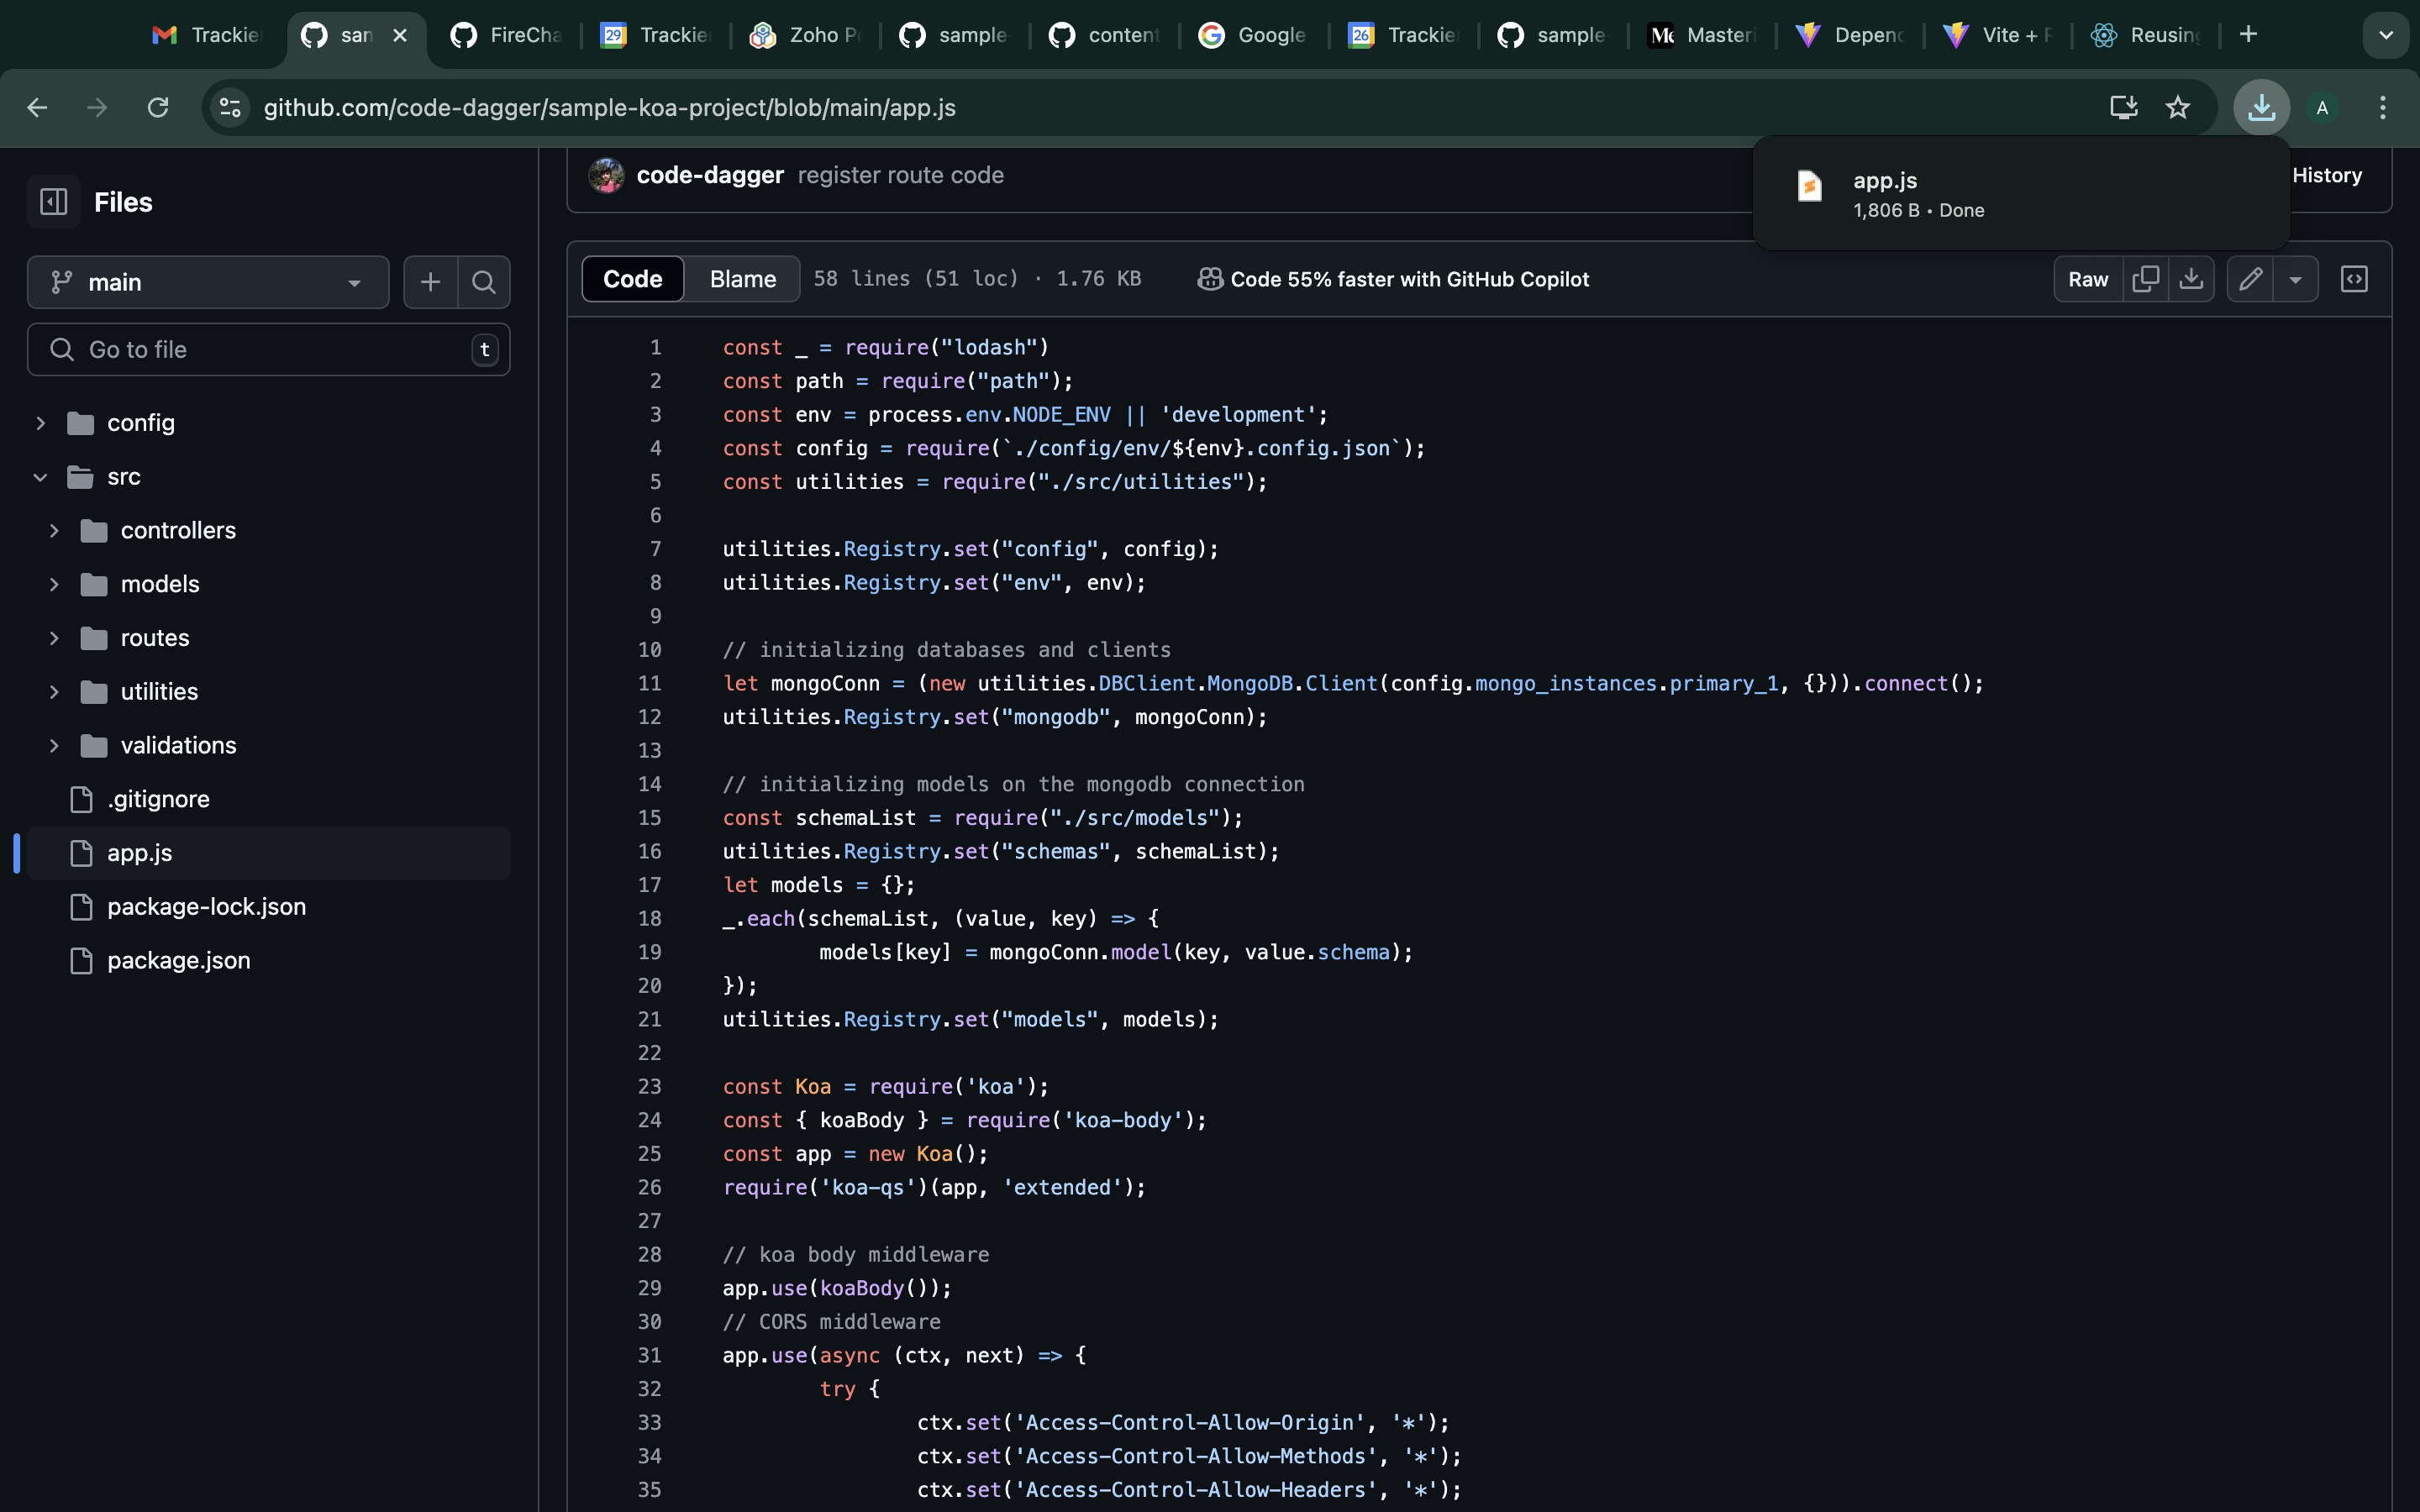 Trackie
sam
FireCha
29
Trackie
Zoho P
sample
content
Google
26
Trackie
sample
Masteri
Depend
Vite +
Reusing
github.com/code-dagger/sample-koa-project/blob/main/app.js
A
app.js
1,806 B • Done
Files
main
Go to file
t
config
src
controllers
models
routes
utilities
validations
.gitignore
app.js
package-lock.json
package.json
code-dagger register route code
History
Code Blame 58 lines (51 loc) · 1.76 KB Code 55% faster with GitHub Copilot Raw
1 const _ = require("lodash")
2 const path = require("path");
3 const env = process.env.NODE_ENV || 'development';
4 const config = require(`./config/env/${env}.config.json`);
5 const utilities = require("./src/utilities");
6
7 utilities.Registry.set("config", config);
8 utilities.Registry.set("env", env);
9
10 // initializing databases and clients
11 let mongoConn = (new utilities.DBClient.MongoDB.Client(config.mongo_instances.primary_1, {})).connect();
12 utilities.Registry.set("mongodb", mongoConn);
13
14 // initializing models on the mongodb connection
15 const schemaList = require("./src/models");
16 utilities.Registry.set("schemas", schemaList);
17 let models = {};
18 _.each(schemaList, (value, key) => {
19 models[key] = mongoConn.model(key, value.schema);
20 });
21 utilities.Registry.set("models", models);
22
23 const Koa = require('koa');
24 const { koaBody } = require('koa-body');
25 const app = new Koa();
26 require('koa-qs')(app, 'extended');
27
28 // koa body middleware
29 app.use(koaBody());
30 // CORS middleware
31 app.use(async (ctx, next) => {
32 try {
33 ctx.set('Access-Control-Allow-Origin', '*');
34 ctx.set('Access-Control-Allow-Methods', '*');
35 ctx.set('Access-Control-Allow-Headers', '*');